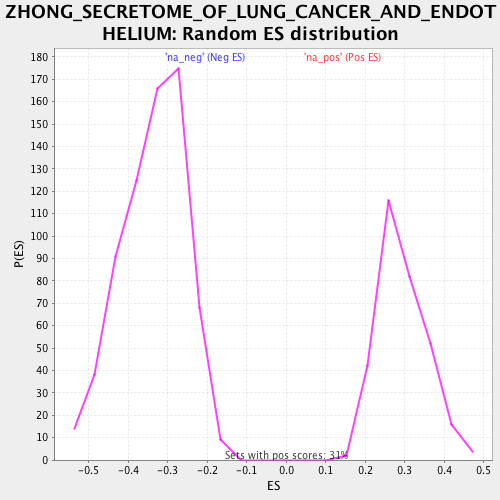 ZHONG_SECRETOME_OF_LUNG_CANCER_AND_ENDOT
HELIUM: Random ES distribution
'na_neg' (Neg ES) 'na_pos' (Pos ES)
180
170
160
150
140
130
120
110
100
90
80
70
60
50
40
30
20
10
0
P(ES)
Sets with pos scores: 31%
-0.5 -0.4 -0.3 -0.2 -0.1 0.0 0.1 0.2 0.3 0.4 0.5
ES